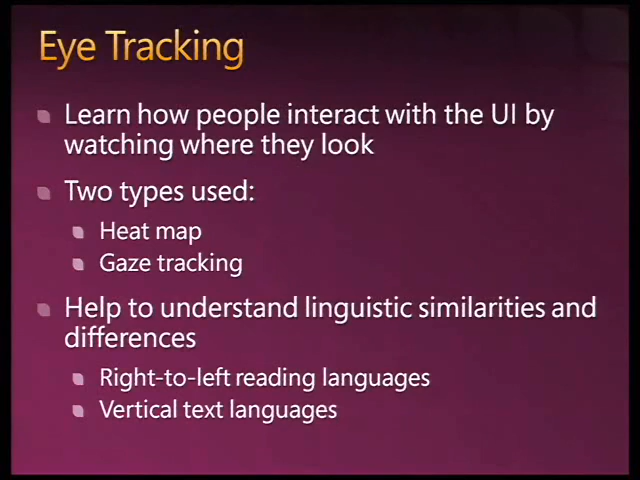 Eye Tracking
Learn how people interact with the UI by
watching where they look
Two types used:
Heat map
Gaze tracking
Help to understand linguistic similarities and
differences
Right-to-left reading languages
Vertical text languages